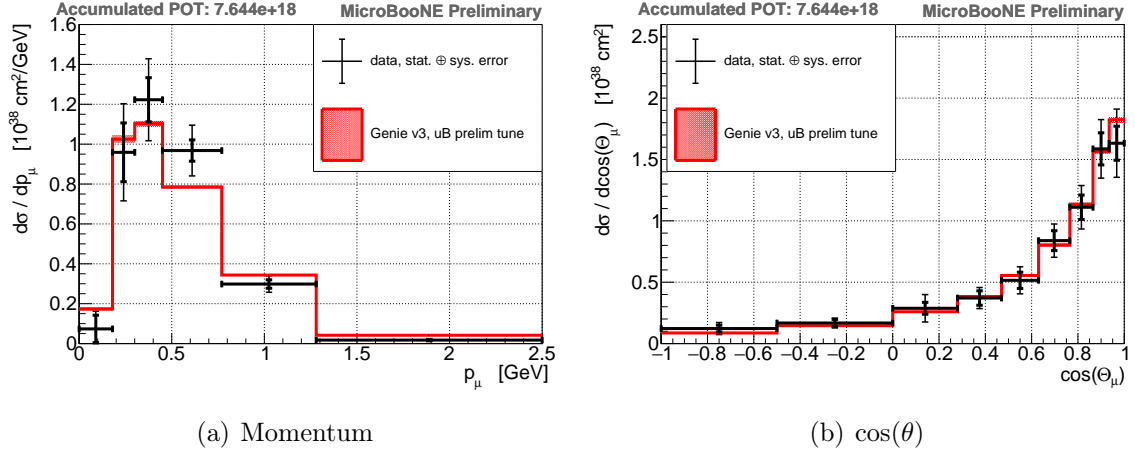 Accumulated POT: 7.644e+18 MicroBooNE Preliminary
1.6
1.4
1.2
1
0.8
0.6
0.4
0.2
0
dσ / dp_μ [10^38 cm^2/GeV]
data, stat. ⊕ sys. error
Genie v3, uB prelim tune
0 0.5 1 1.5 2 2.5
p_μ [GeV]
(a) Momentum
Accumulated POT: 7.644e+18 MicroBooNE Preliminary
2.5
2
1.5
1
0.5
0
dσ / dcos(Θ_μ) [10^38 cm^2]
data, stat. ⊕ sys. error
Genie v3, uB prelim tune
−1 −0.8 −0.6 −0.4 −0.2 0 0.2 0.4 0.6 0.8 1
cos(Θ_μ)
(b) cos(θ)